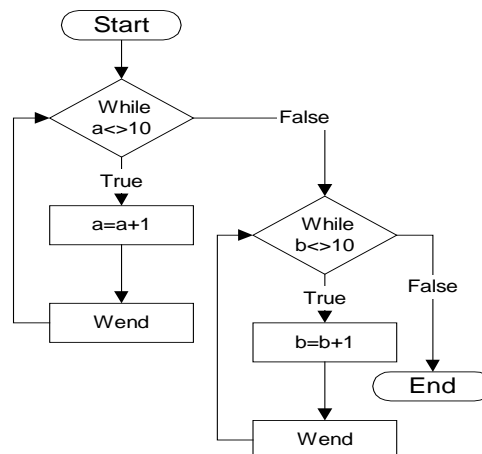 Start
While
a<>10
False
True
a=a+1
Wend
While
b<>10
False
True
b=b+1
End
Wend